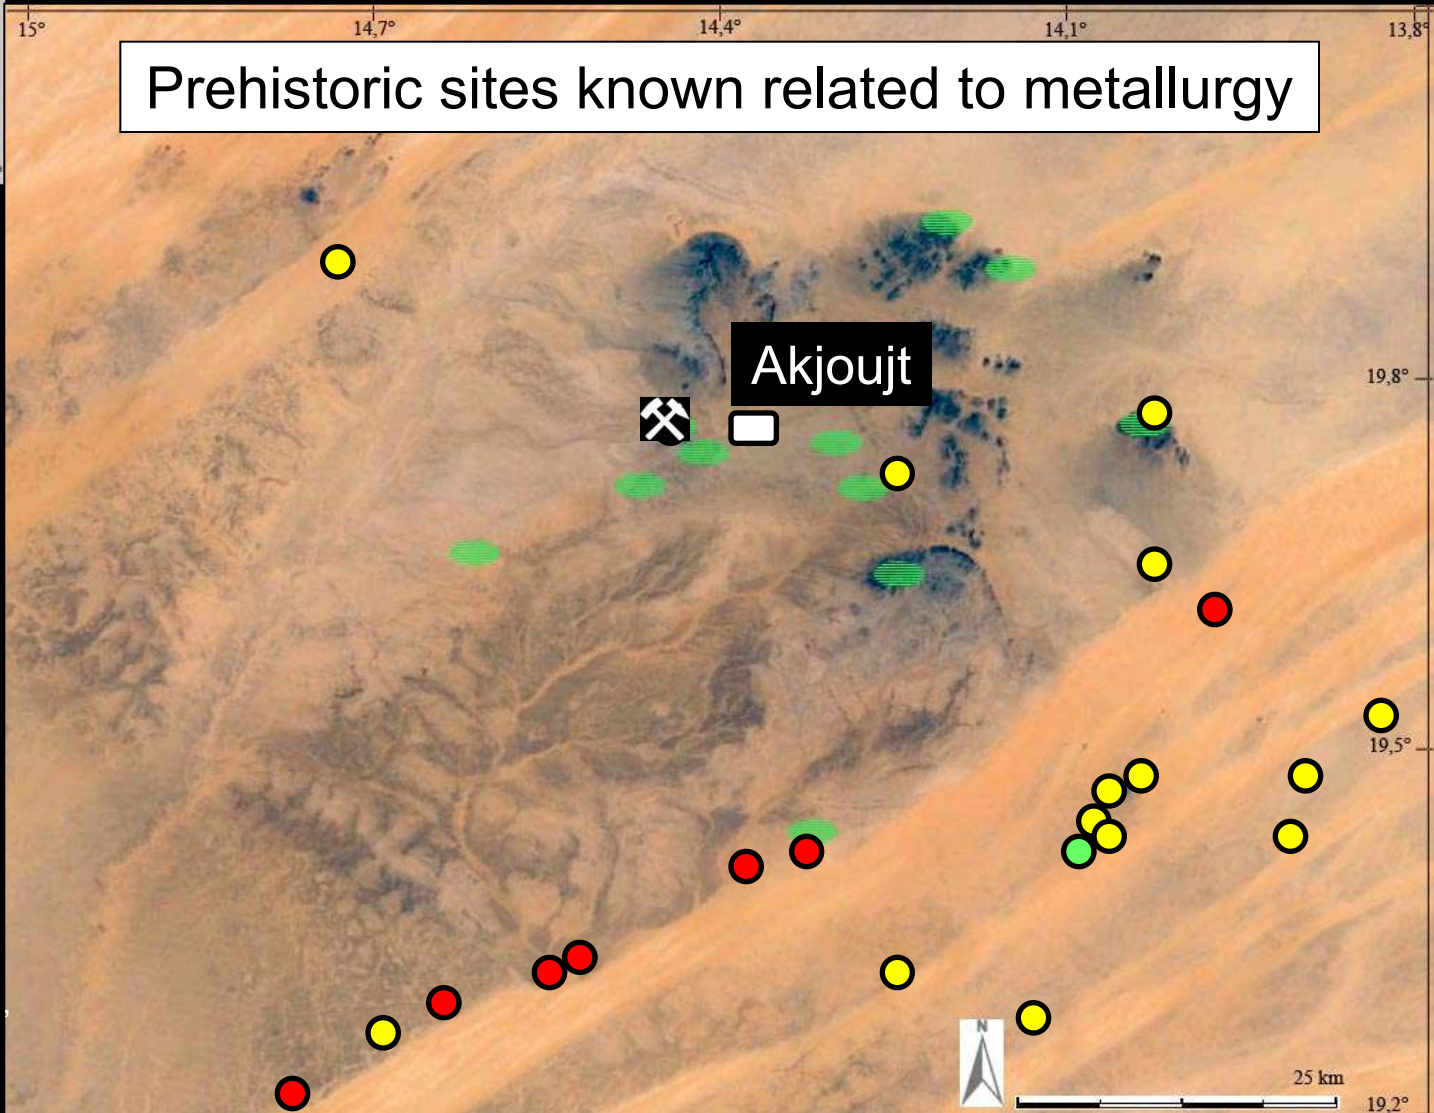 15° 14,7° 14,4° 14,1° 13,8°
Prehistoric sites known related to metallurgy
Akjoujt
19,8°
19,5°
N
25 km
19,2°